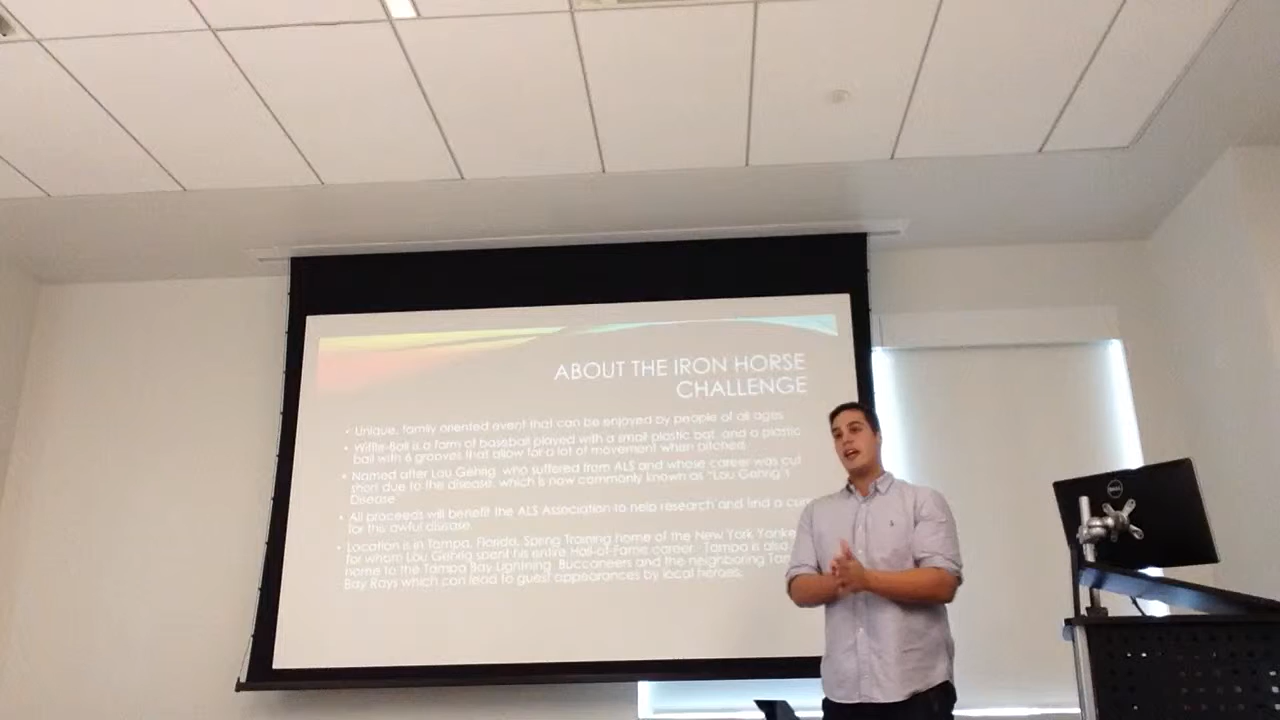 ABOUT THE IRON HORSE
CHALLENGE
Unique, family oriented event that can be enjoyed by people of all ages
Wiffle-Ball is a form of baseball played with a small plastic bat, and a plastic
ball with 6 grooves that allow for a lot of movement when pitched.
Named after Lou Gehrig, who suffered from ALS and whose career was cut
short due to the disease, which is now commonly known as "Lou Gehrig's
Disease.
All proceeds will benefit the ALS Association to help research and find a cure
for this awful disease.
Location is in Tampa, Florida, Spring Training home of the New York Yankee
for whom Lou Gehrig spent his entire Hall-of-Fame career. Tampa is also
home to the Tampa Bay Lightning, Buccaneers and the neighboring Tam
Bay Rays which can lead to guest appearances by local heroes.
DELL